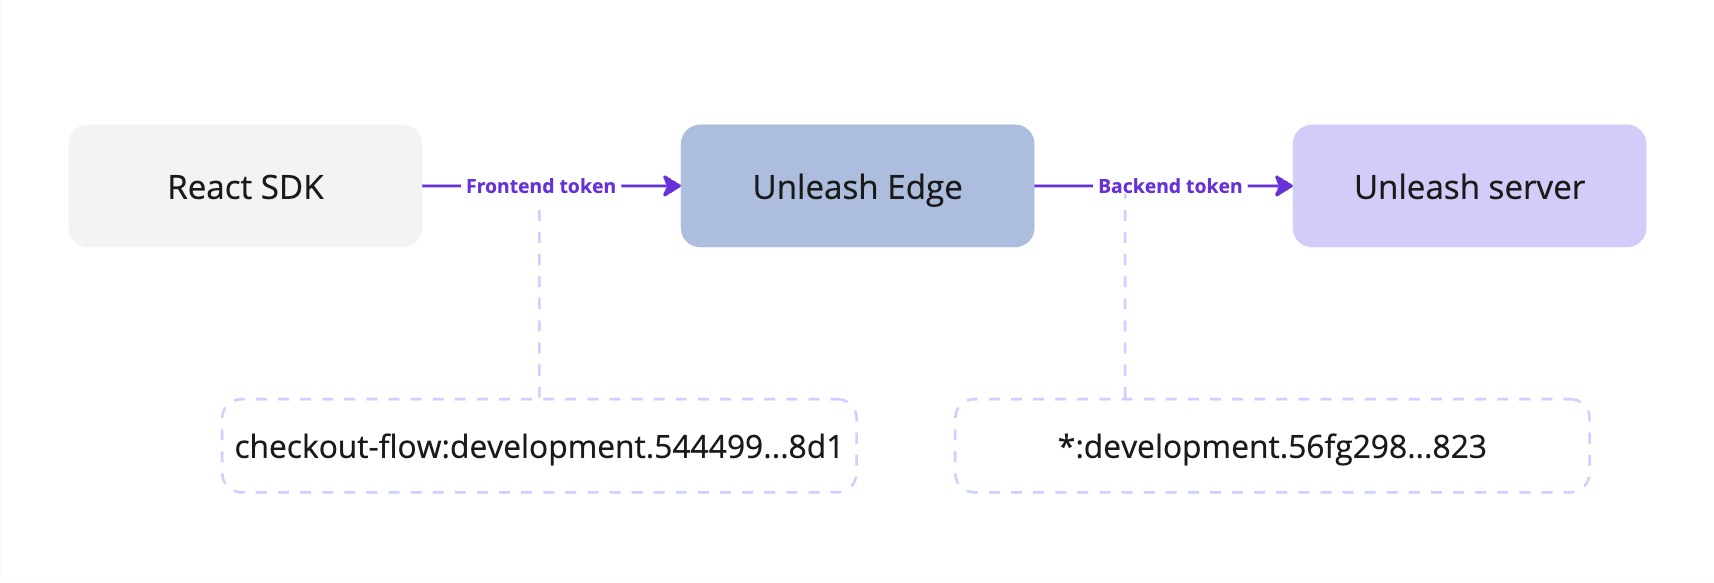 React SDK
Frontend token
Unleash Edge
Backend token
Unleash server
checkout-flow:development.544499...8d1
*:development.56fg298...823